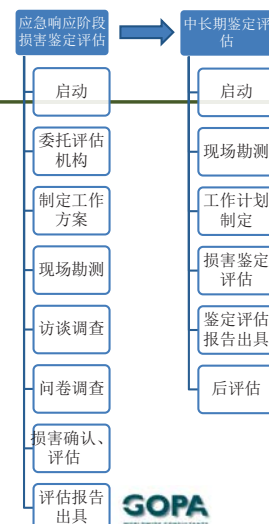 应急响应阶段
损害鉴定评估
启动
委托评估
机构
制定工作
方案
现场勘测
访谈调查
问卷调查
损害确认、
评估
评估报告
出具
中长期鉴定评
估
启动
现场勘测
工作计划
制定
损害鉴定
评估
鉴定评估
报告出具
后评估
GOPA
WORLDWIDE CONSULTANTS